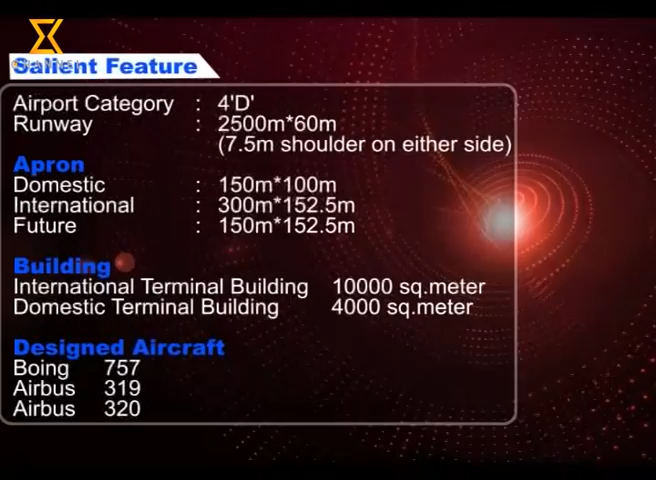 CHANNEL
Salient Feature
Airport Category : 4'D'
Runway : 2500m*60m
(7.5m shoulder on either side)
Apron
Domestic : 150m*100m
International : 300m*152.5m
Future : 150m*152.5m
Building
International Terminal Building 10000 sq.meter
Domestic Terminal Building 4000 sq.meter
Designed Aircraft
Boing 757
Airbus 319
Airbus 320